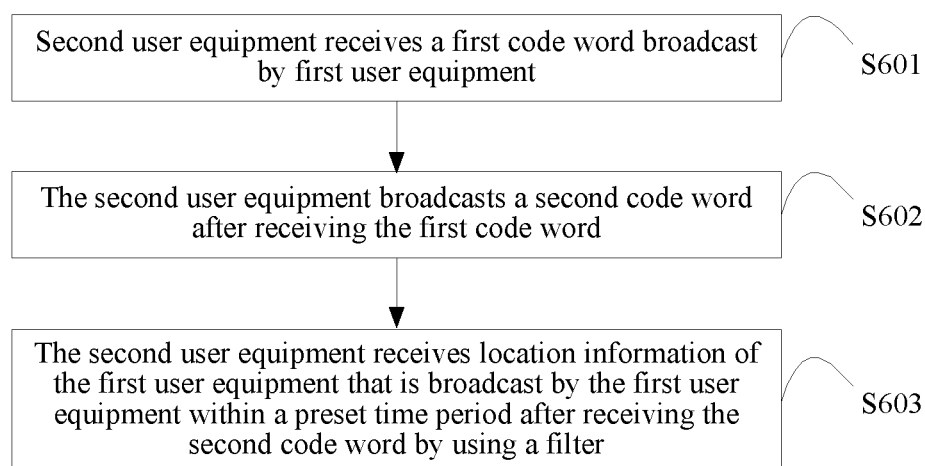 Second user equipment receives a first code word broadcast
by first user equipment
S601
The second user equipment broadcasts a second code word
after receiving the first code word
S602
The second user equipment receives location information of
the first user equipment that is broadcast by the first user
equipment within a preset time period after receiving the
second code word by using a filter
S603